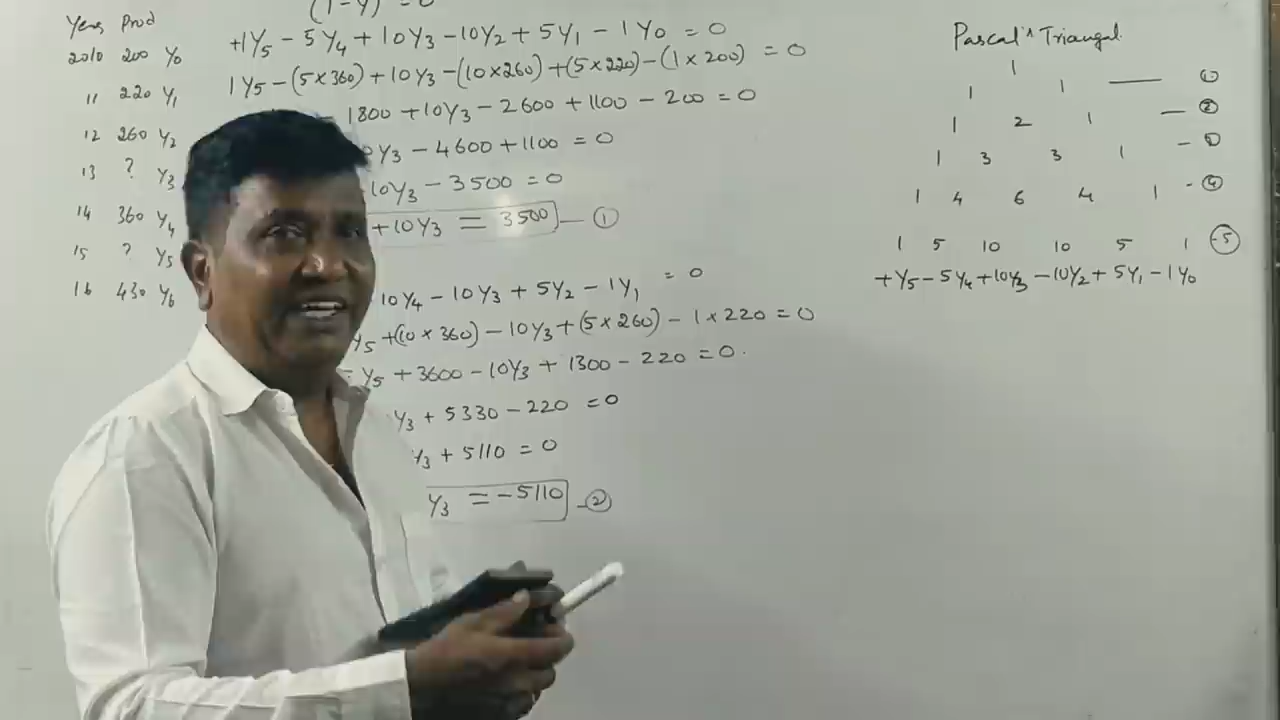 Year Prod
2010 200 Y₀
11 220 Y₁
12 260 Y₂
13 ? Y₃
14 360 Y₄
15 ? Y₅
16 430 Y₆
(1-Y) = 0
+1Y₅ - 5Y₄ + 10Y₃ - 10Y₂ + 5Y₁ - 1Y₀ = 0
1Y₅ - (5×360) + 10Y₃ - (10×260) + (5×220) - (1×200) = 0
1800 + 10Y₃ - 2600 + 1100 - 200 = 0
Y₃ - 4600 + 1100 = 0
10Y₃ - 3500 = 0
+10Y₃ = 3500 — ①
10Y₄ - 10Y₃ + 5Y₂ - 1Y₁ = 0
Y₅ + (10×360) - 10Y₃ + (5×260) - 1×220 = 0
Y₅ + 3600 - 10Y₃ + 1300 - 220 = 0.
Y₃ + 5330 - 220 = 0
Y₃ + 5110 = 0
Y₃ = -5110 - ②
Pascal's Triangal
1
1 1 — ①
1 2 1 — ②
1 3 3 1 -
1 4 6 4 1 - ④
1 5 10 10 5 1 -5
+Y₅ - 5Y₄ + 10Y₃ - 10Y₂ + 5Y₁ - 1Y₀